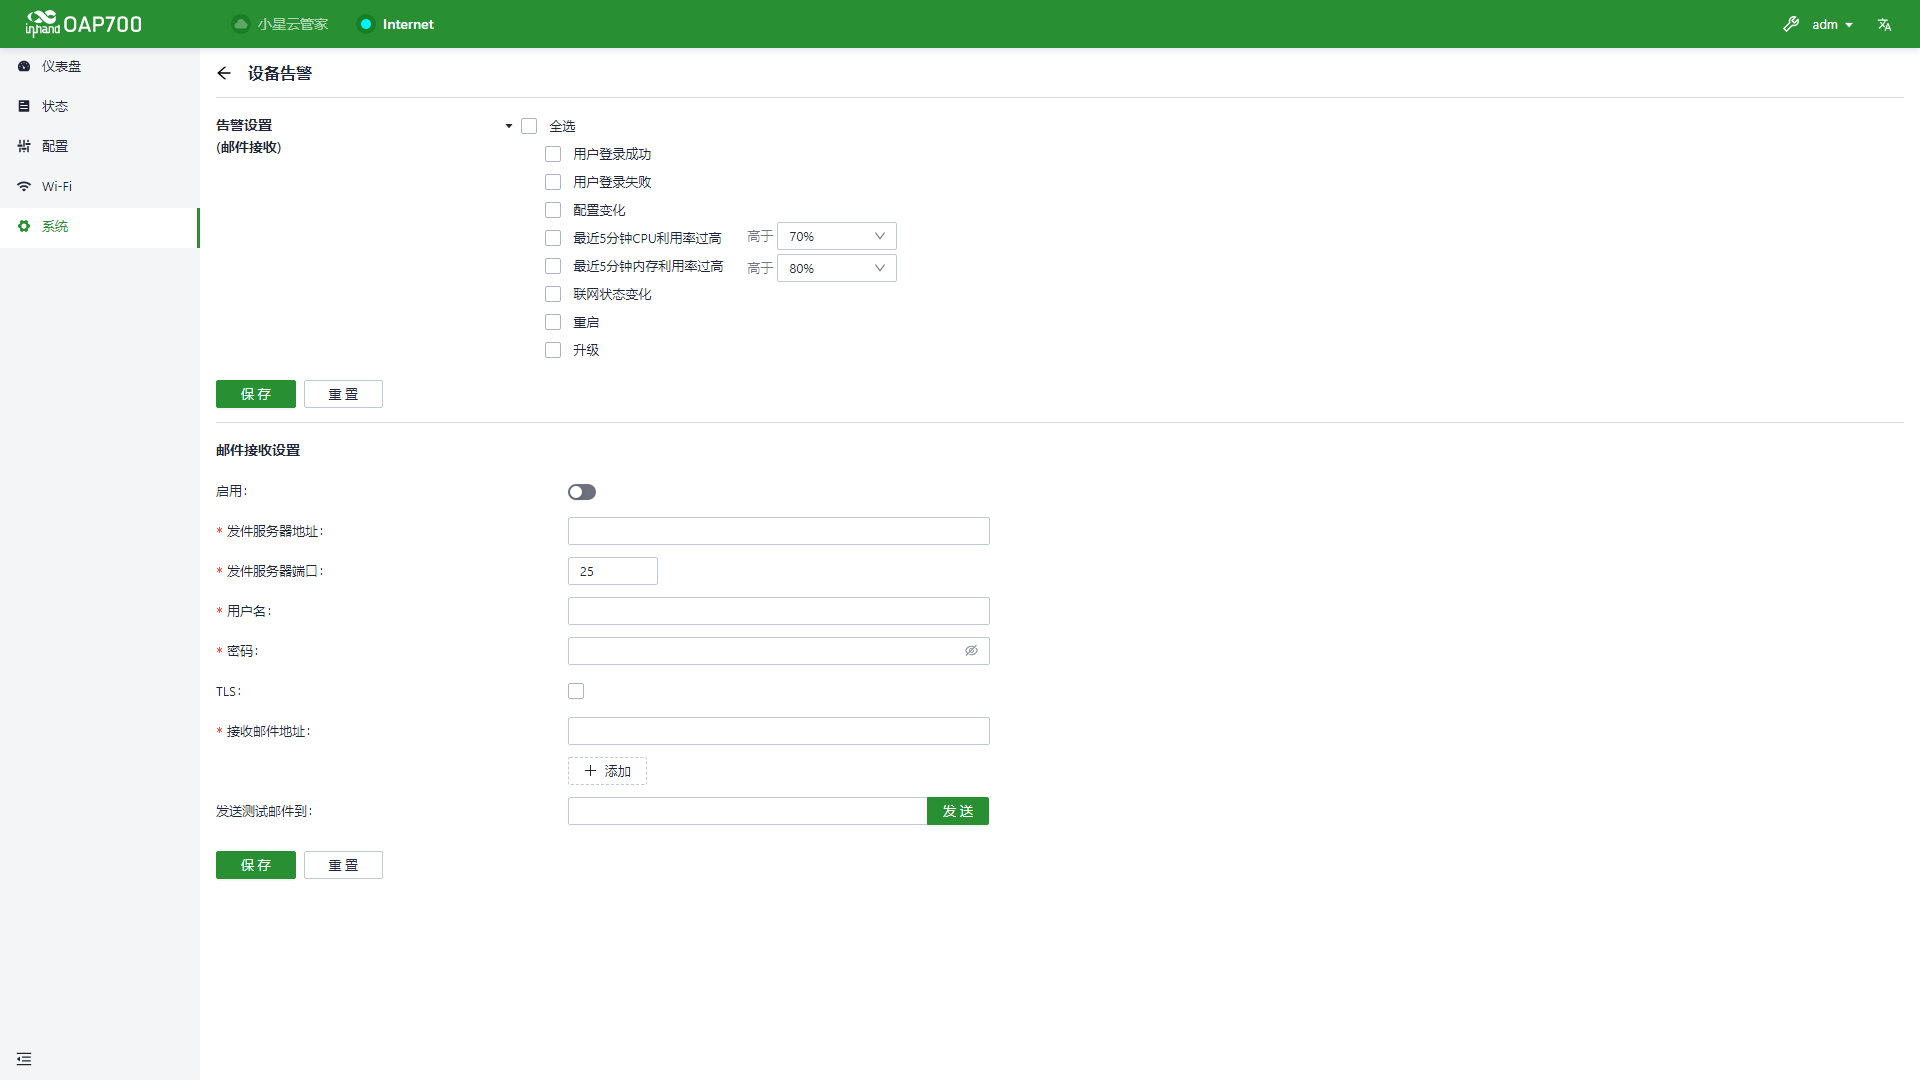 inhand OAP700
小星云管家
Internet
adm
仪表盘
状态
配置
Wi-Fi
系统
设备告警
告警设置
(邮件接收)
全选
用户登录成功
用户登录失败
配置变化
最近5分钟CPU利用率过高 高于 70%
最近5分钟内存利用率过高 高于 80%
联网状态变化
重启
升级
保存 重置
邮件接收设置
启用:
* 发件服务器地址:
* 发件服务器端口: 25
* 用户名:
* 密码:
TLS:
* 接收邮件地址:
添加
发送测试邮件到: 发送
保存 重置